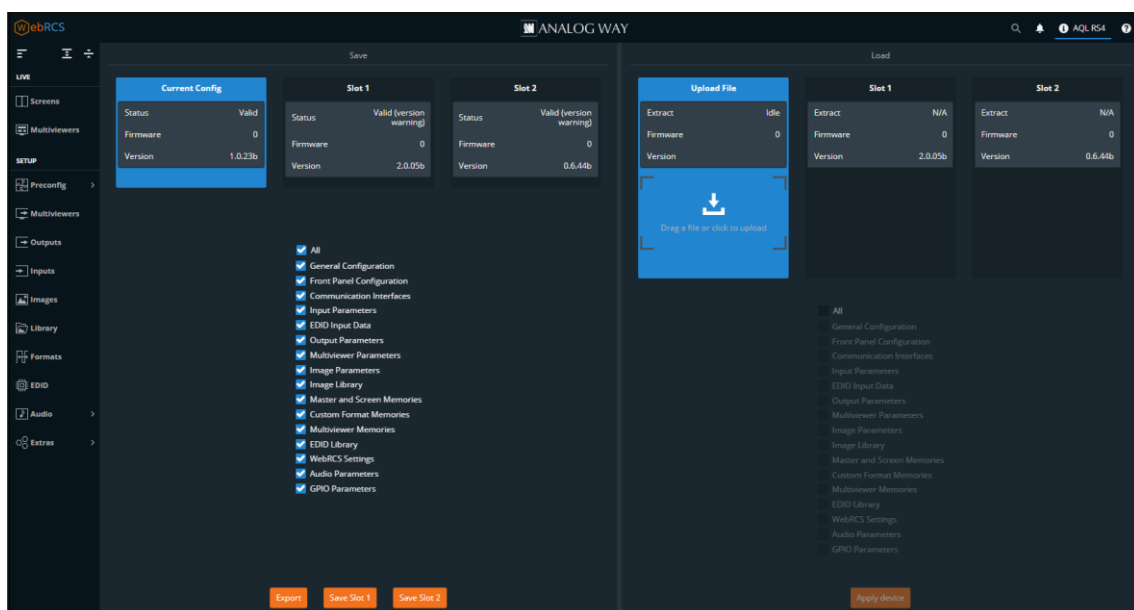 WebRCS
ANALOG WAY
AQL RS4
LIVE
Screens
Multiviewers
SETUP
Preconfig
Multiviewers
Outputs
Inputs
Images
Library
Formats
EDID
Audio
Extras
Save
Current Config
Status Valid
Firmware 0
Version 1.0.23b
Slot 1
Status Valid (version
warning)
Firmware 0
Version 2.0.05b
Slot 2
Status Valid (version
warning)
Firmware 0
Version 0.6.44b
All
General Configuration
Front Panel Configuration
Communication Interfaces
Input Parameters
EDID Input Data
Output Parameters
Multiviewer Parameters
Image Parameters
Image Library
Master and Screen Memories
Custom Format Memories
Multiviewer Memories
EDID Library
WebRCS Settings
Audio Parameters
GPIO Parameters
Export
Save Slot 1
Save Slot 2
Load
Upload File
Extract Idle
Firmware 0
Version
Drag a file or click to upload
Slot 1
Extract N/A
Firmware 0
Version 2.0.05b
Slot 2
Extract N/A
Firmware 0
Version 0.6.44b
All
General Configuration
Front Panel Configuration
Communication Interfaces
Input Parameters
EDID Input Data
Output Parameters
Multiviewer Parameters
Image Parameters
Image Library
Master and Screen Memories
Custom Format Memories
Multiviewer Memories
EDID Library
WebRCS Settings
Audio Parameters
GPIO Parameters
Apply device